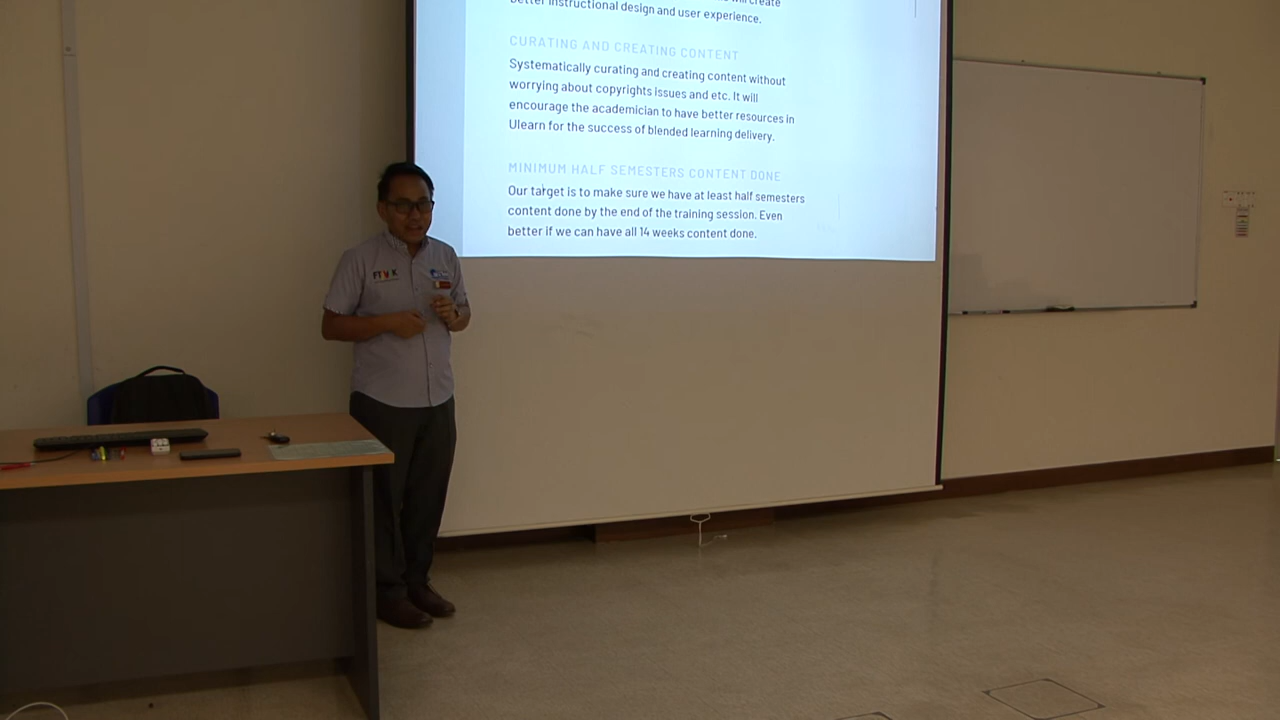 better instructional design and user experience.
CURATING AND CREATING CONTENT
Systematically curating and creating content without
worrying about copyrights issues and etc. It will
encourage the academician to have better resources in
Ulearn for the success of blended learning delivery.
MINIMUM HALF SEMESTERS CONTENT DONE
Our target is to make sure we have at least half semesters
content done by the end of the training session. Even
better if we can have all 14 weeks content done.